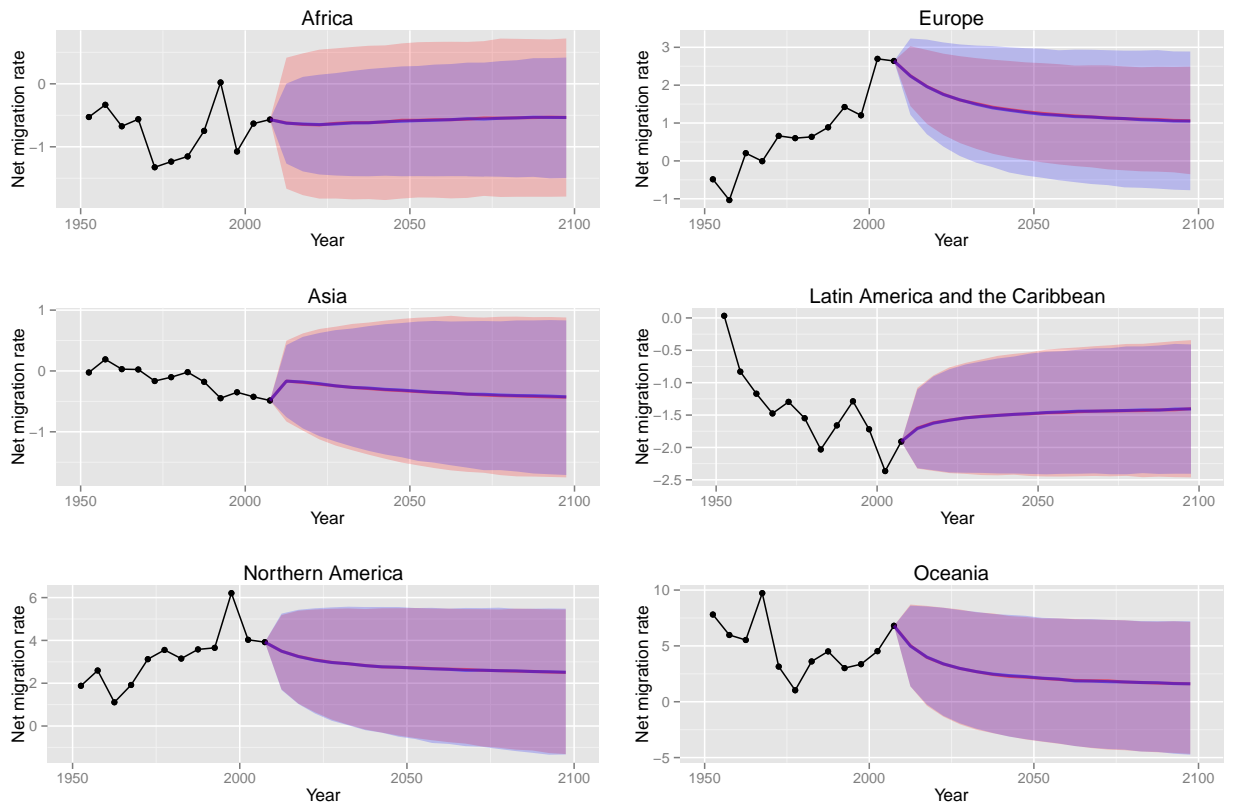 Africa
Net migration rate
0
−1
1950
2000
2050
2100
Year
Europe
Net migration rate
3
2
1
0
−1
1950
2000
2050
2100
Year
Asia
Net migration rate
1
0
−1
1950
2000
2050
2100
Year
Latin America and the Caribbean
Net migration rate
0.0
−0.5
−1.0
−1.5
−2.0
−2.5
1950
2000
2050
2100
Year
Northern America
Net migration rate
6
4
2
0
1950
2000
2050
2100
Year
Oceania
Net migration rate
10
5
0
−5
1950
2000
2050
2100
Year